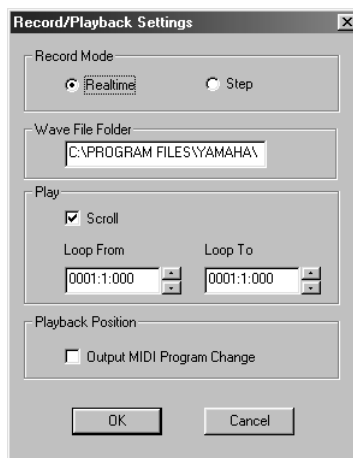 Record/Playback Settings
Record Mode
Realtime Step
Wave File Folder
C:\PROGRAM FILES\YAMAHA\
Play
Scroll
Loop From Loop To
0001:1:000 0001:1:000
Playback Position
Output MIDI Program Change
OK Cancel